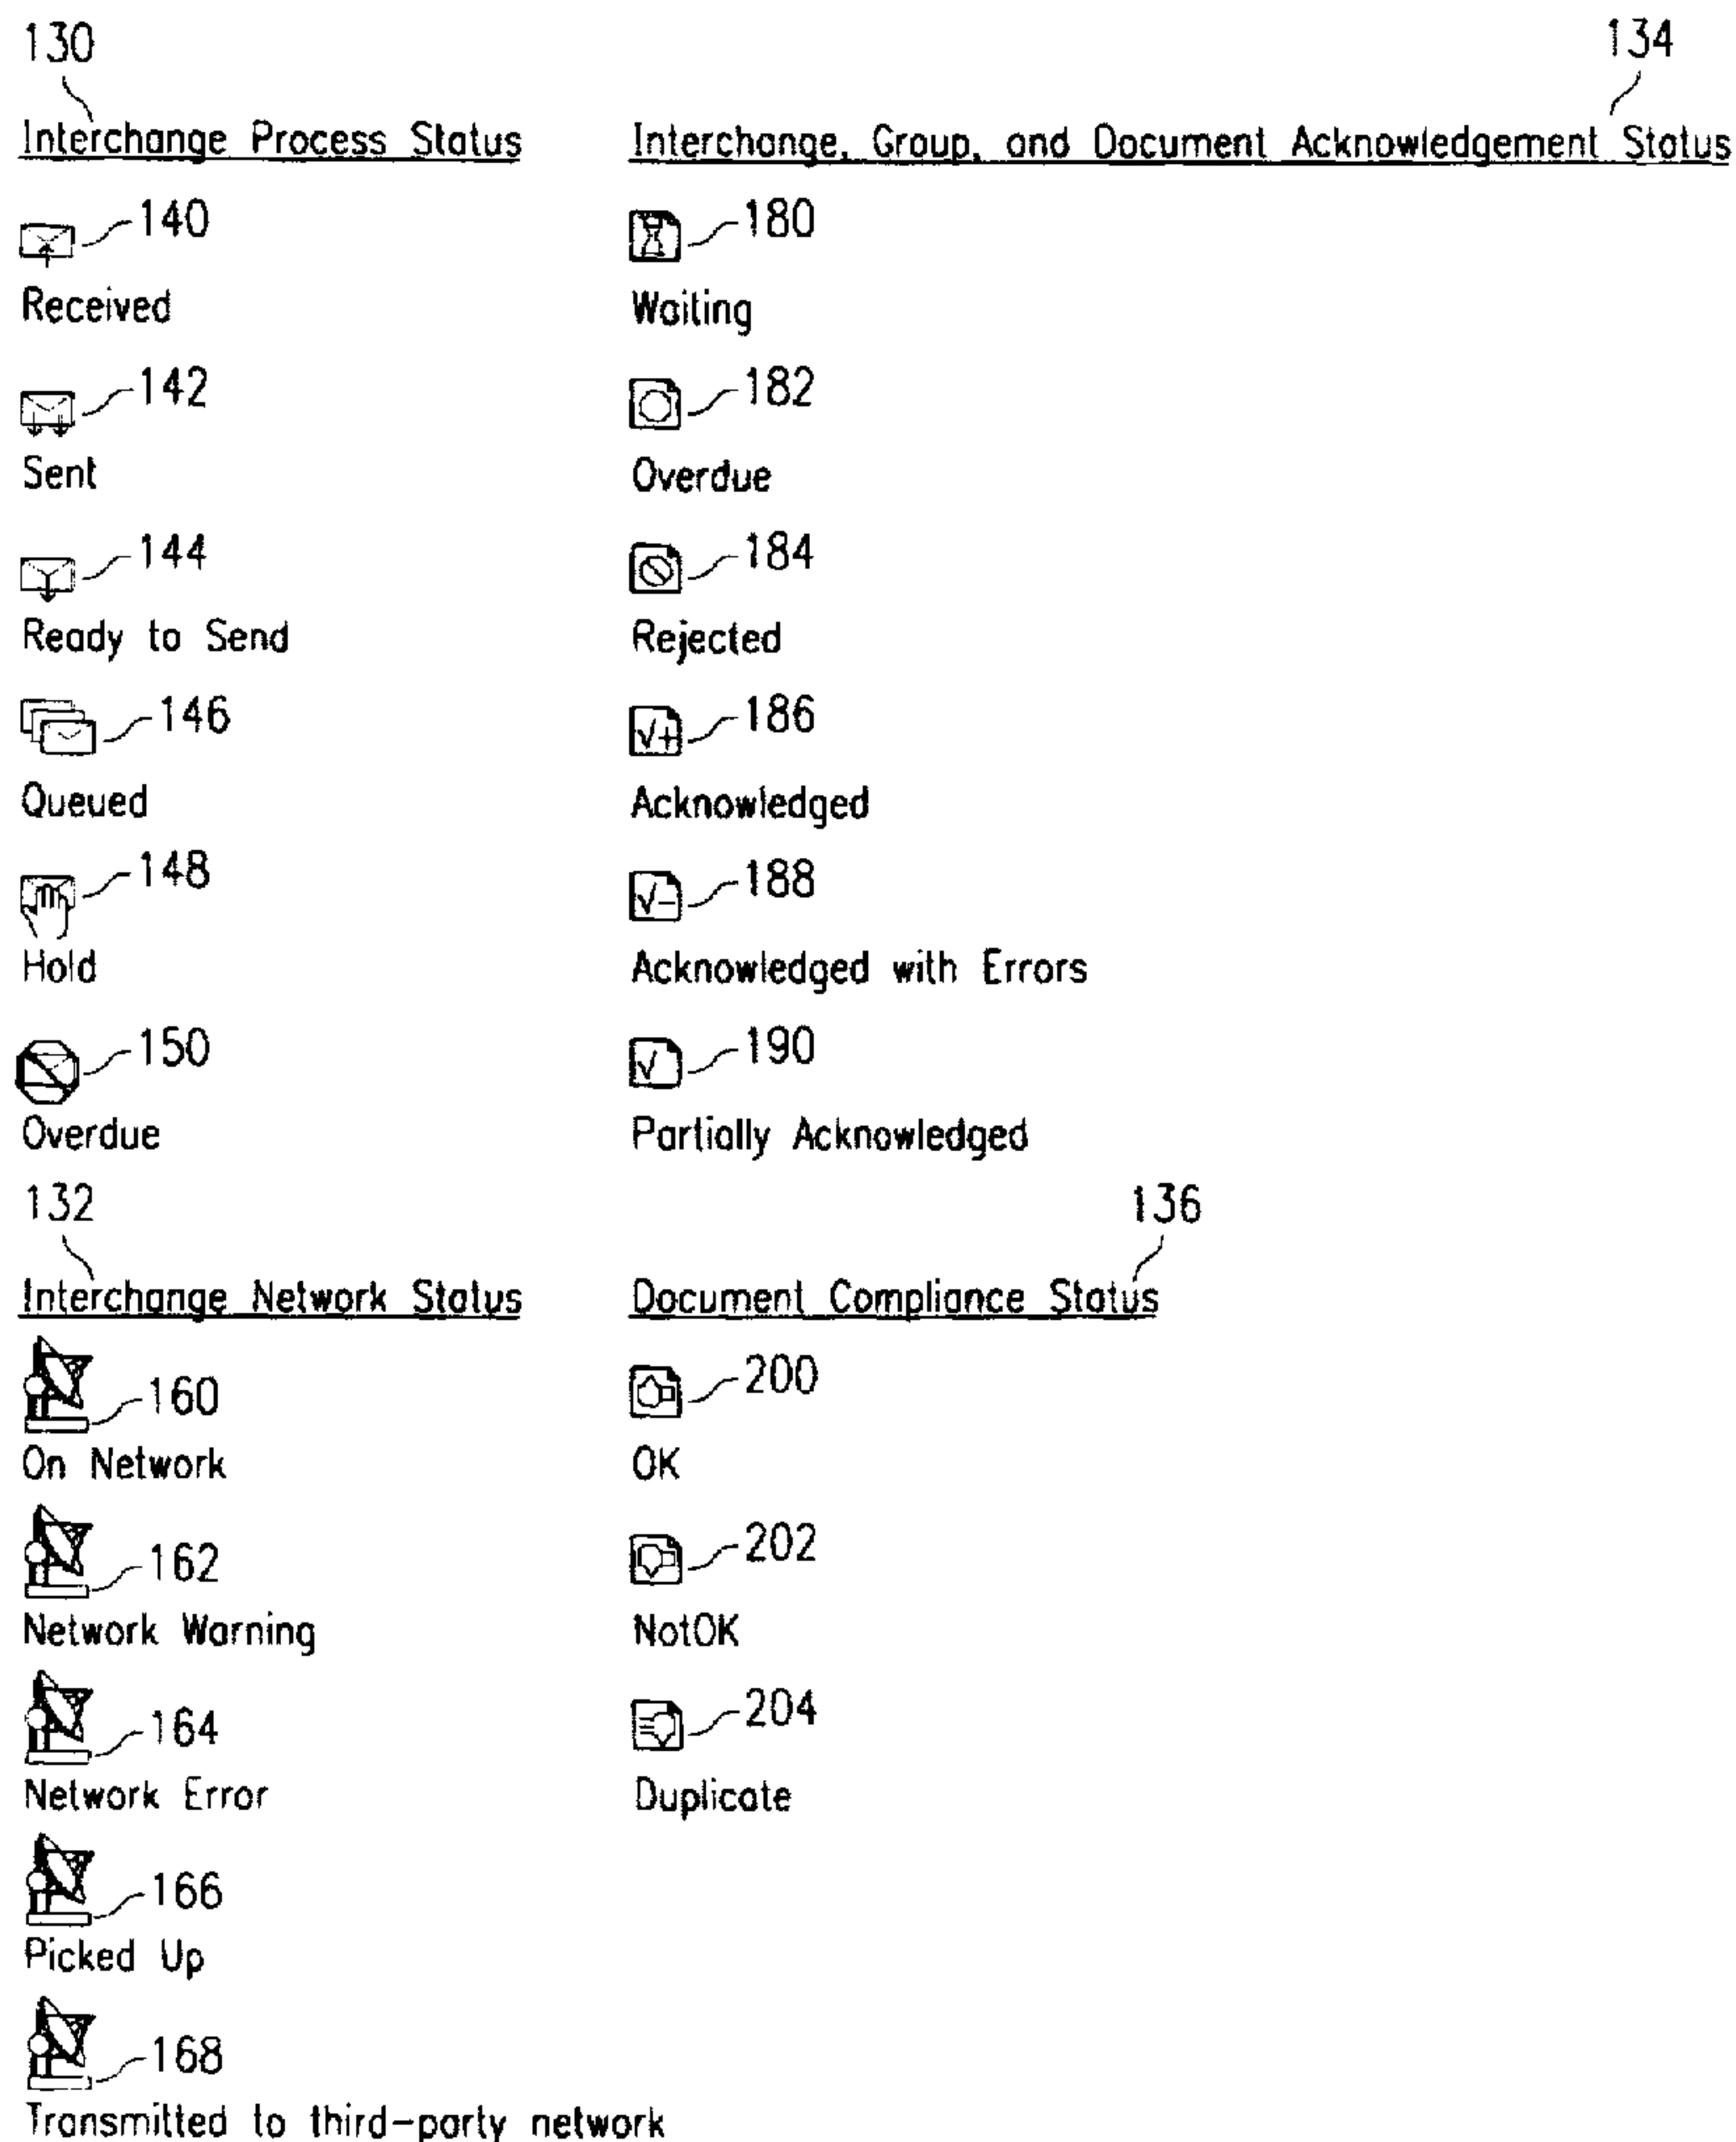 130
Interchange Process Status
140
Received
142
Sent
144
Ready to Send
146
Queued
148
Hold
150
Overdue
134
Interchange, Group, and Document Acknowledgement Status
180
Waiting
182
Overdue
184
Rejected
186
Acknowledged
188
Acknowledged with Errors
190
Partially Acknowledged
132
Interchange Network Status
160
On Network
162
Network Warning
164
Network Error
166
Picked Up
168
Transmitted to third-party network
136
Document Compliance Status
200
OK
202
NotOK
204
Duplicate